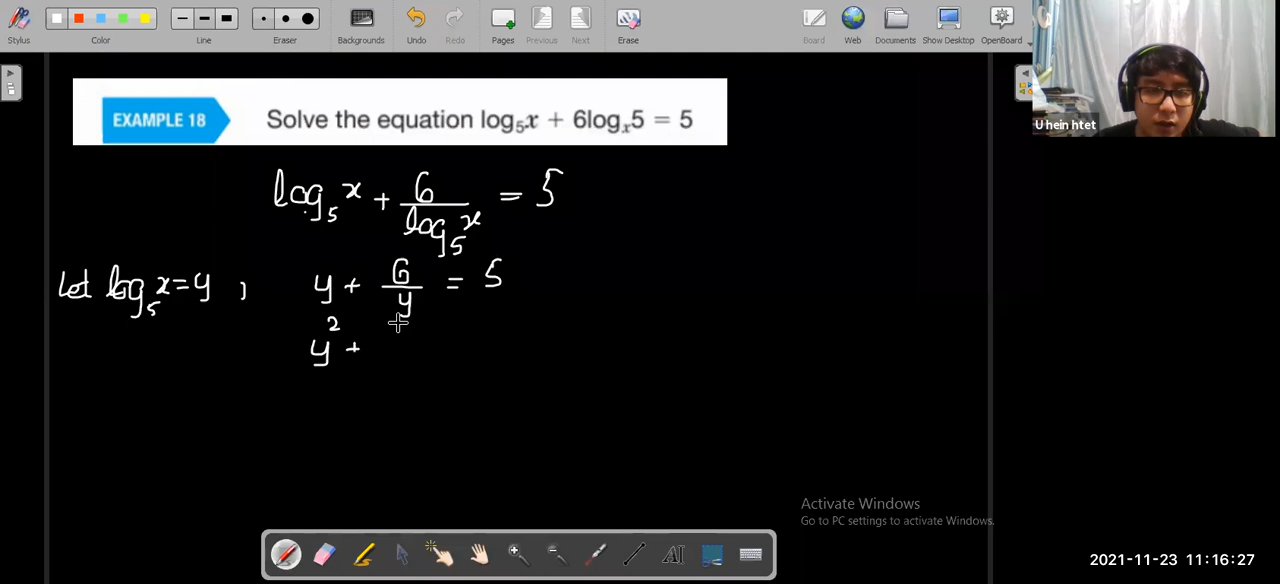 Stylus
Color
Line
Eraser
Backgrounds
Undo
Redo
Pages
Previous
Next
Erase
Board
Web
Documents
Show Desktop
OpenBoard
U hein htet
EXAMPLE 18
Solve the equation log₅x + 6logₓ5 = 5
log₅ x + 6/log₅ x = 5
Let log₅ x = y , y + 6/y = 5
y² +
Activate Windows
Go to PC settings to activate Windows.
AI
2021-11-23 11:16:27